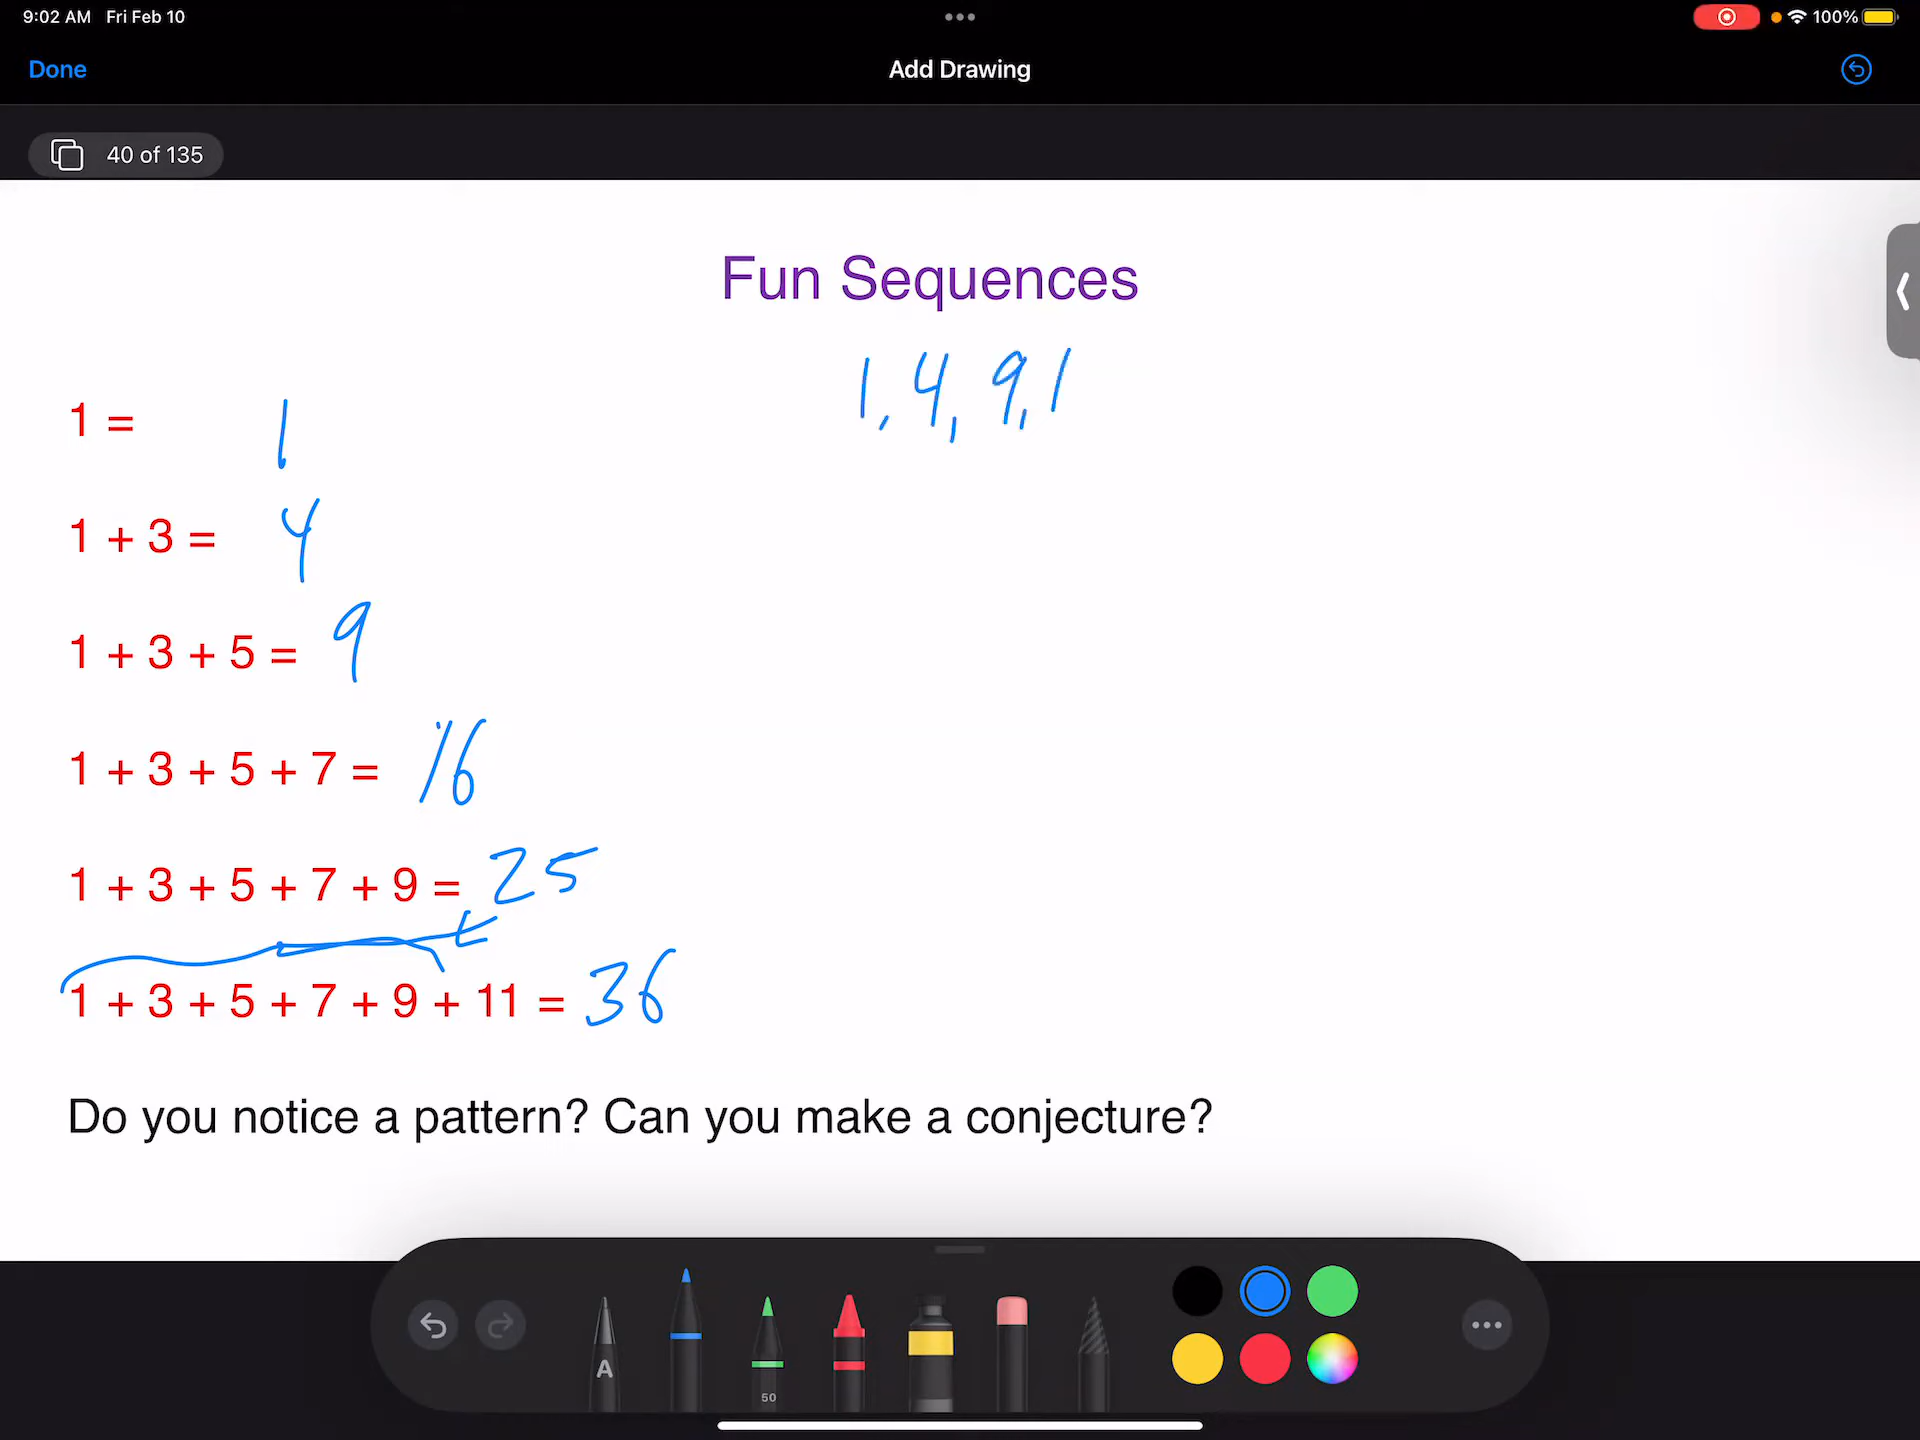 9:02 AM Fri Feb 10
100%
Done
Add Drawing
40 of 135
Fun Sequences
1, 4, 9, 1
1 = 1
1 + 3 = 4
1 + 3 + 5 = 9
1 + 3 + 5 + 7 = 16
1 + 3 + 5 + 7 + 9 = 25
1 + 3 + 5 + 7 + 9 + 11 = 36
Do you notice a pattern? Can you make a conjecture?
A
50